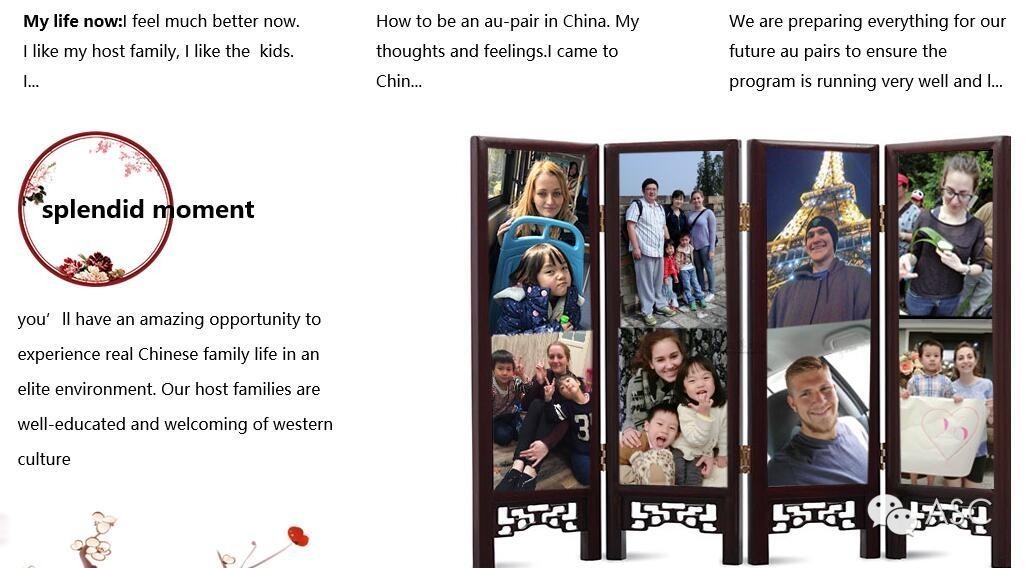 My life now:I feel much better now.
I like my host family, I like the kids.
I...
How to be an au-pair in China. My
thoughts and feelings.I came to
Chin...
We are preparing everything for our
future au pairs to ensure the
program is running very well and l...
splendid moment
you’ll have an amazing opportunity to
experience real Chinese family life in an
elite environment. Our host families are
well-educated and welcoming of western
culture
3
ASC